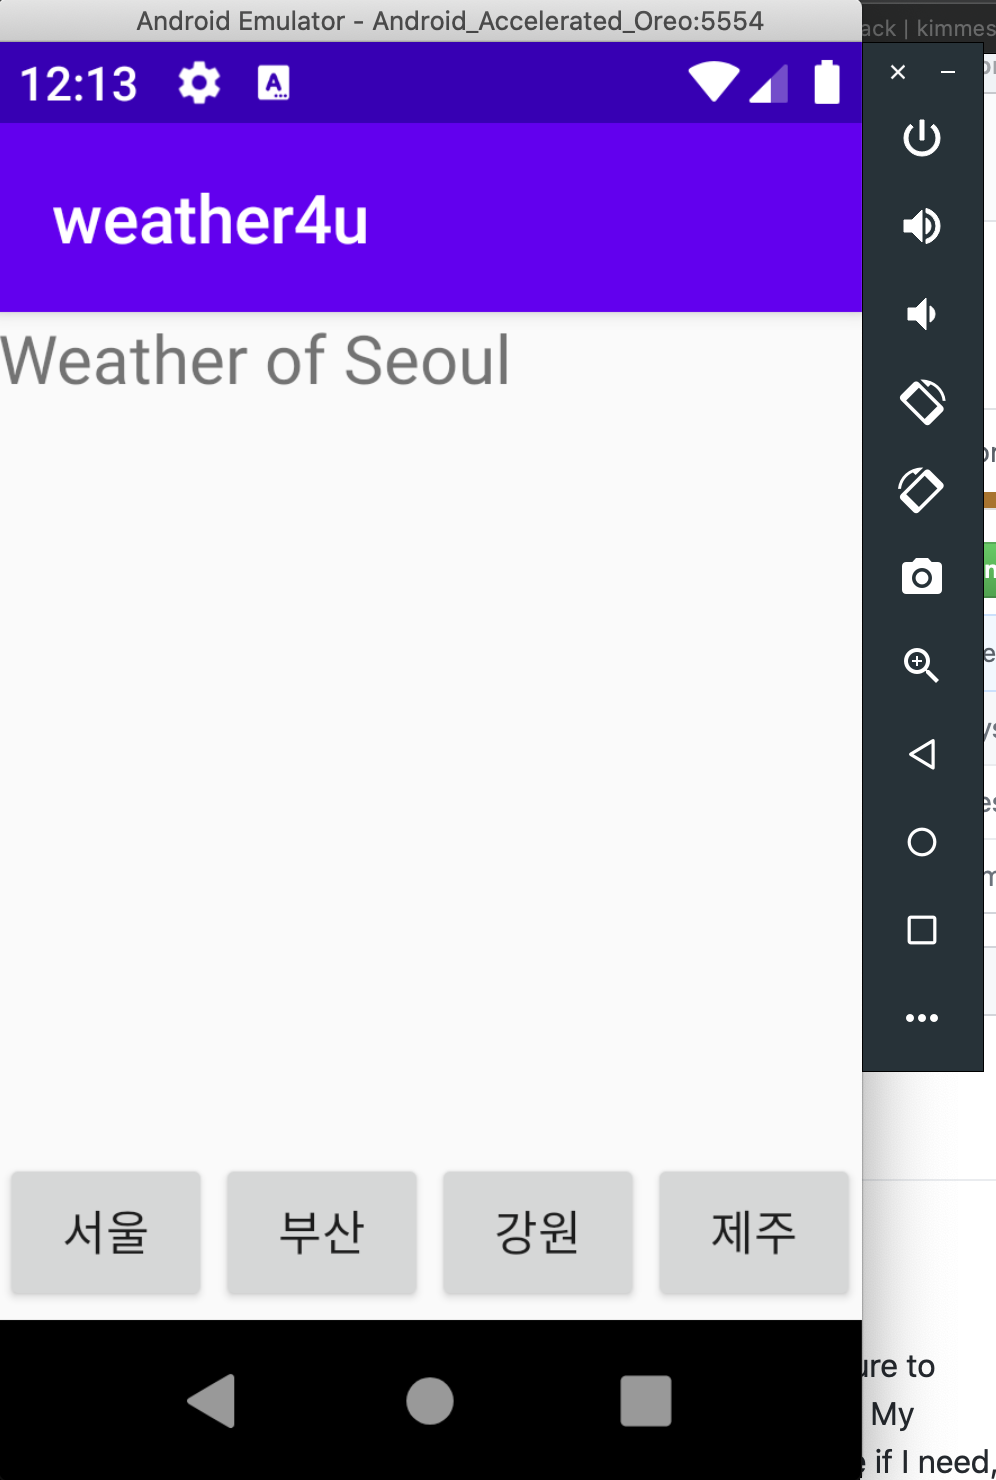 Android Emulator - Android_Accelerated_Oreo:5554
ack | kimmes
12:13
A
weather4u
Weather of Seoul
서울
부산
강원
제주
to
My
if I need,